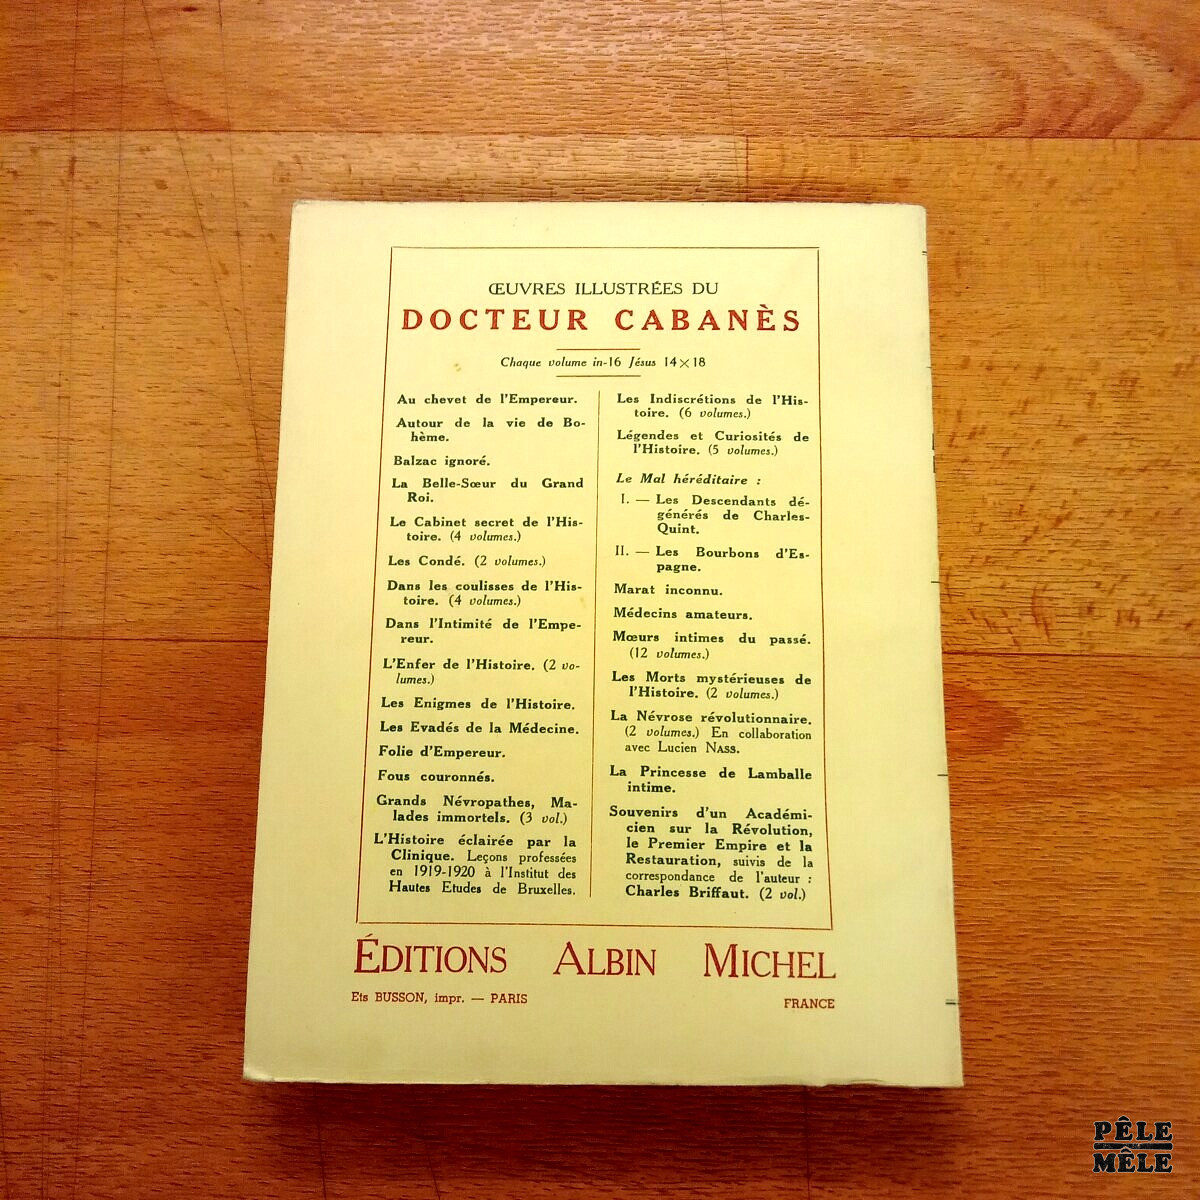 ŒUVRES ILLUSTRÉES DU
DOCTEUR CABANÈS
Chaque volume in-16 Jésus 14×18
Au chevet de l'Empereur.
Autour de la vie de Bo-
hème.
Balzac ignoré.
La Belle-Sœur du Grand
Roi.
Le Cabinet secret de l'His-
toire. (4 volumes.)
Les Condé. (2 volumes.)
Dans les coulisses de l'His-
toire. (4 volumes.)
Dans l'Intimité de l'Empe-
reur.
L'Enfer de l'Histoire. (2 vo-
lumes.)
Les Enigmes de l'Histoire.
Les Evadés de la Médecine.
Folie d'Empereur.
Fous couronnés.
Grands Névropathes, Ma-
lades immortels. (3 vol.)
L'Histoire éclairée par la
Clinique. Leçons professées
en 1919-1920 à l'Institut des
Hautes Etudes de Bruxelles.
Les Indiscrétions de l'His-
toire. (6 volumes.)
Légendes et Curiosités de
l'Histoire. (5 volumes.)
Le Mal héréditaire :
I. — Les Descendants dé-
générés de Charles-
Quint.
II. — Les Bourbons d'Es-
pagne.
Marat inconnu.
Médecins amateurs.
Mœurs intimes du passé.
(12 volumes.)
Les Morts mystérieuses de
l'Histoire. (2 volumes.)
La Névrose révolutionnaire.
(2 volumes.) En collaboration
avec Lucien NASS.
La Princesse de Lamballe
intime.
Souvenirs d'un Académi-
cien sur la Révolution,
le Premier Empire et la
Restauration, suivis de la
correspondance de l'auteur :
Charles Briffaut. (2 vol.)
ÉDITIONS ALBIN MICHEL
Ets BUSSON, impr. — PARIS
FRANCE
PÊLE
MÊLE